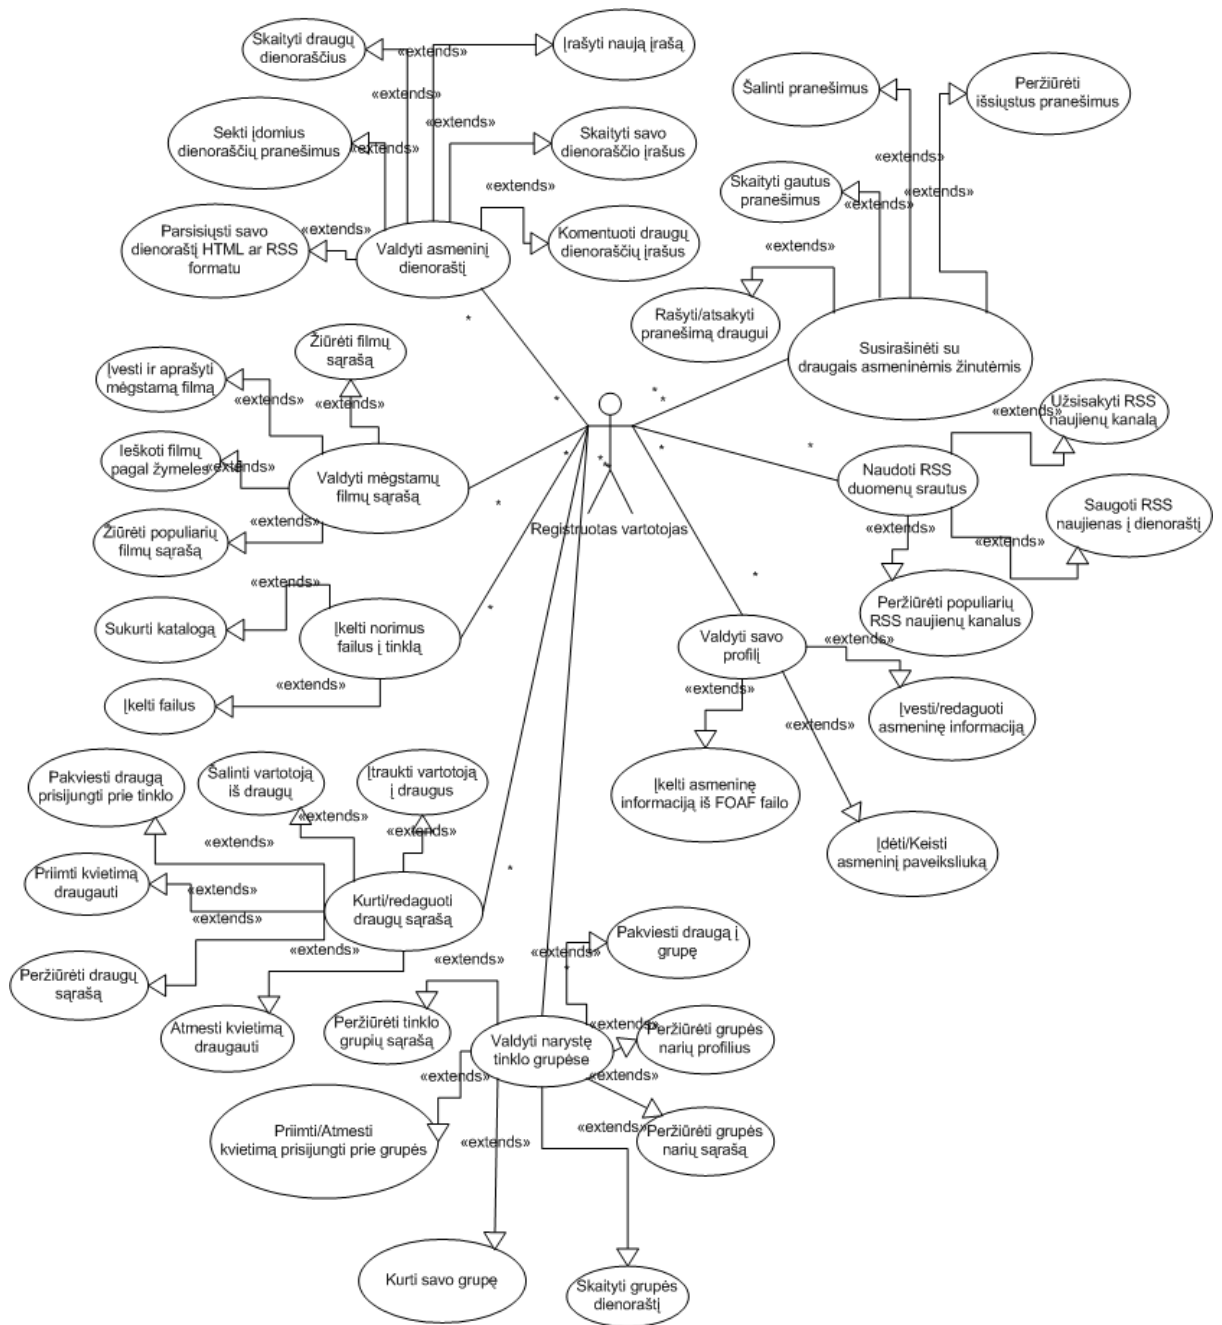 Skaityti draugų
dienoraščius
«extends»
Įrašyti naują įrašą
«extends»
«extends»
Sekti įdomius
dienoraščių pranešimus
«extends»
Skaityti savo
dienoraščio įrašus
«extends»
Parsisiųsti savo
dienoraštį HTML ar RSS
formatu
«extends»
Valdyti asmeninį
dienoraštį
Komentuoti draugų
dienoraščių įrašus
*
Šalinti pranešimus
Peržiūrėti
išsiųstus pranešimus
«extends»
«extends»
Skaityti gautus
pranešimus
«extends»
«extends»
Rašyti/atsakyti
pranešimą draugui
Susirašinėti su
draugais asmeninėmis žinutėmis
*
*
*
Žiūrėti filmų
sąrašą
Įvesti ir aprašyti
mėgstamą filmą
«extends»
«extends»
Ieškoti filmų
pagal žymeles
«extends»
Valdyti mėgstamų
filmų sąrašą
«extends»
Žiūrėti populiarių
filmų sąrašą
*
*
*
*
*
*
Registruotas vartotojas
Užsisakyti RSS
naujienų kanalą
«extends»
Naudoti RSS
duomenų srautus
Saugoti RSS
naujienas į dienoraštį
«extends»
«extends»
Peržiūrėti populiarių
RSS naujienų kanalus
«extends»
Sukurti katalogą
Įkelti norimus
failus į tinklą
*
«extends»
Įkelti failus
*
Valdyti savo
profilį
«extends»
«extends»
Įvesti/redaguoti
asmeninę informaciją
«extends»
Įkelti asmeninę
informaciją iš FOAF failo
Įdėti/Keisti
asmeninį paveiksliuką
Pakviesti draugą
prisijungti prie tinklo
Šalinti vartotoją
iš draugų
Įtraukti vartotoją
į draugus
«extends»
«extends»
«extends»
Priimti kvietimą
draugauti
«extends»
Kurti/redaguoti
draugų sąrašą
*
«extends»
«extends»
Peržiūrėti draugų
sąrašą
Atmesti kvietimą
draugauti
Pakviesti draugą į
grupę
«extends»
«extends»
*
Peržiūrėti tinklo
grupių sąrašą
Valdyti narystę
tinklo grupėse
«extends»
Peržiūrėti grupės
narių profilius
«extends»
«extends»
Priimti/Atmesti
kvietimą prisijungti prie grupės
«extends»
«extends»
Peržiūrėti grupės
narių sąrašą
Kurti savo grupę
Skaityti grupės
dienoraštį